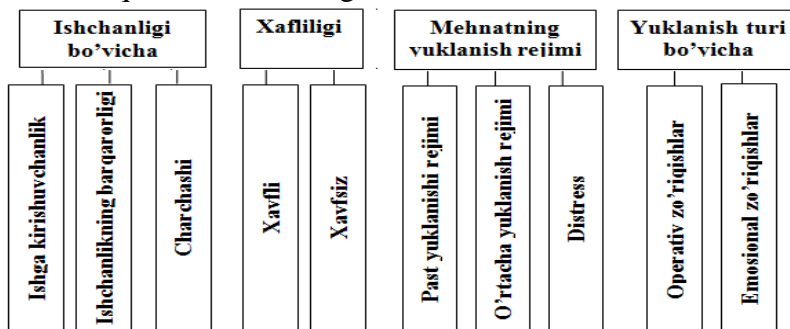 Ishchanligi
bo’yicha
Xafliligi
Mehnatning
yuklanish rejimi
Yuklanish turi
bo’yicha
Ishga kirishuvchanlik
Ishchanlikning barqarorligi
Charchashi
Xavfli
Xavfsiz
Past yuklanishi rejimi
O’rtacha yuklanish rejimi
Distress
Operativ zo’riqishlar
Emosional zo’riqishlar